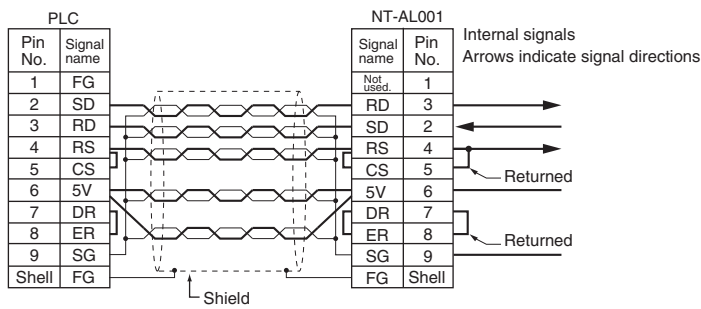 PLC
Pin No. Signal name
1 FG
2 SD
3 RD
4 RS
5 CS
6 5V
7 DR
8 ER
9 SG
Shell FG
Shield
NT-AL001
Signal name Pin No.
Not used. 1
RD 3
SD 2
RS 4
CS 5
5V 6
DR 7
ER 8
SG 9
FG Shell
Internal signals
Arrows indicate signal directions
Returned
Returned